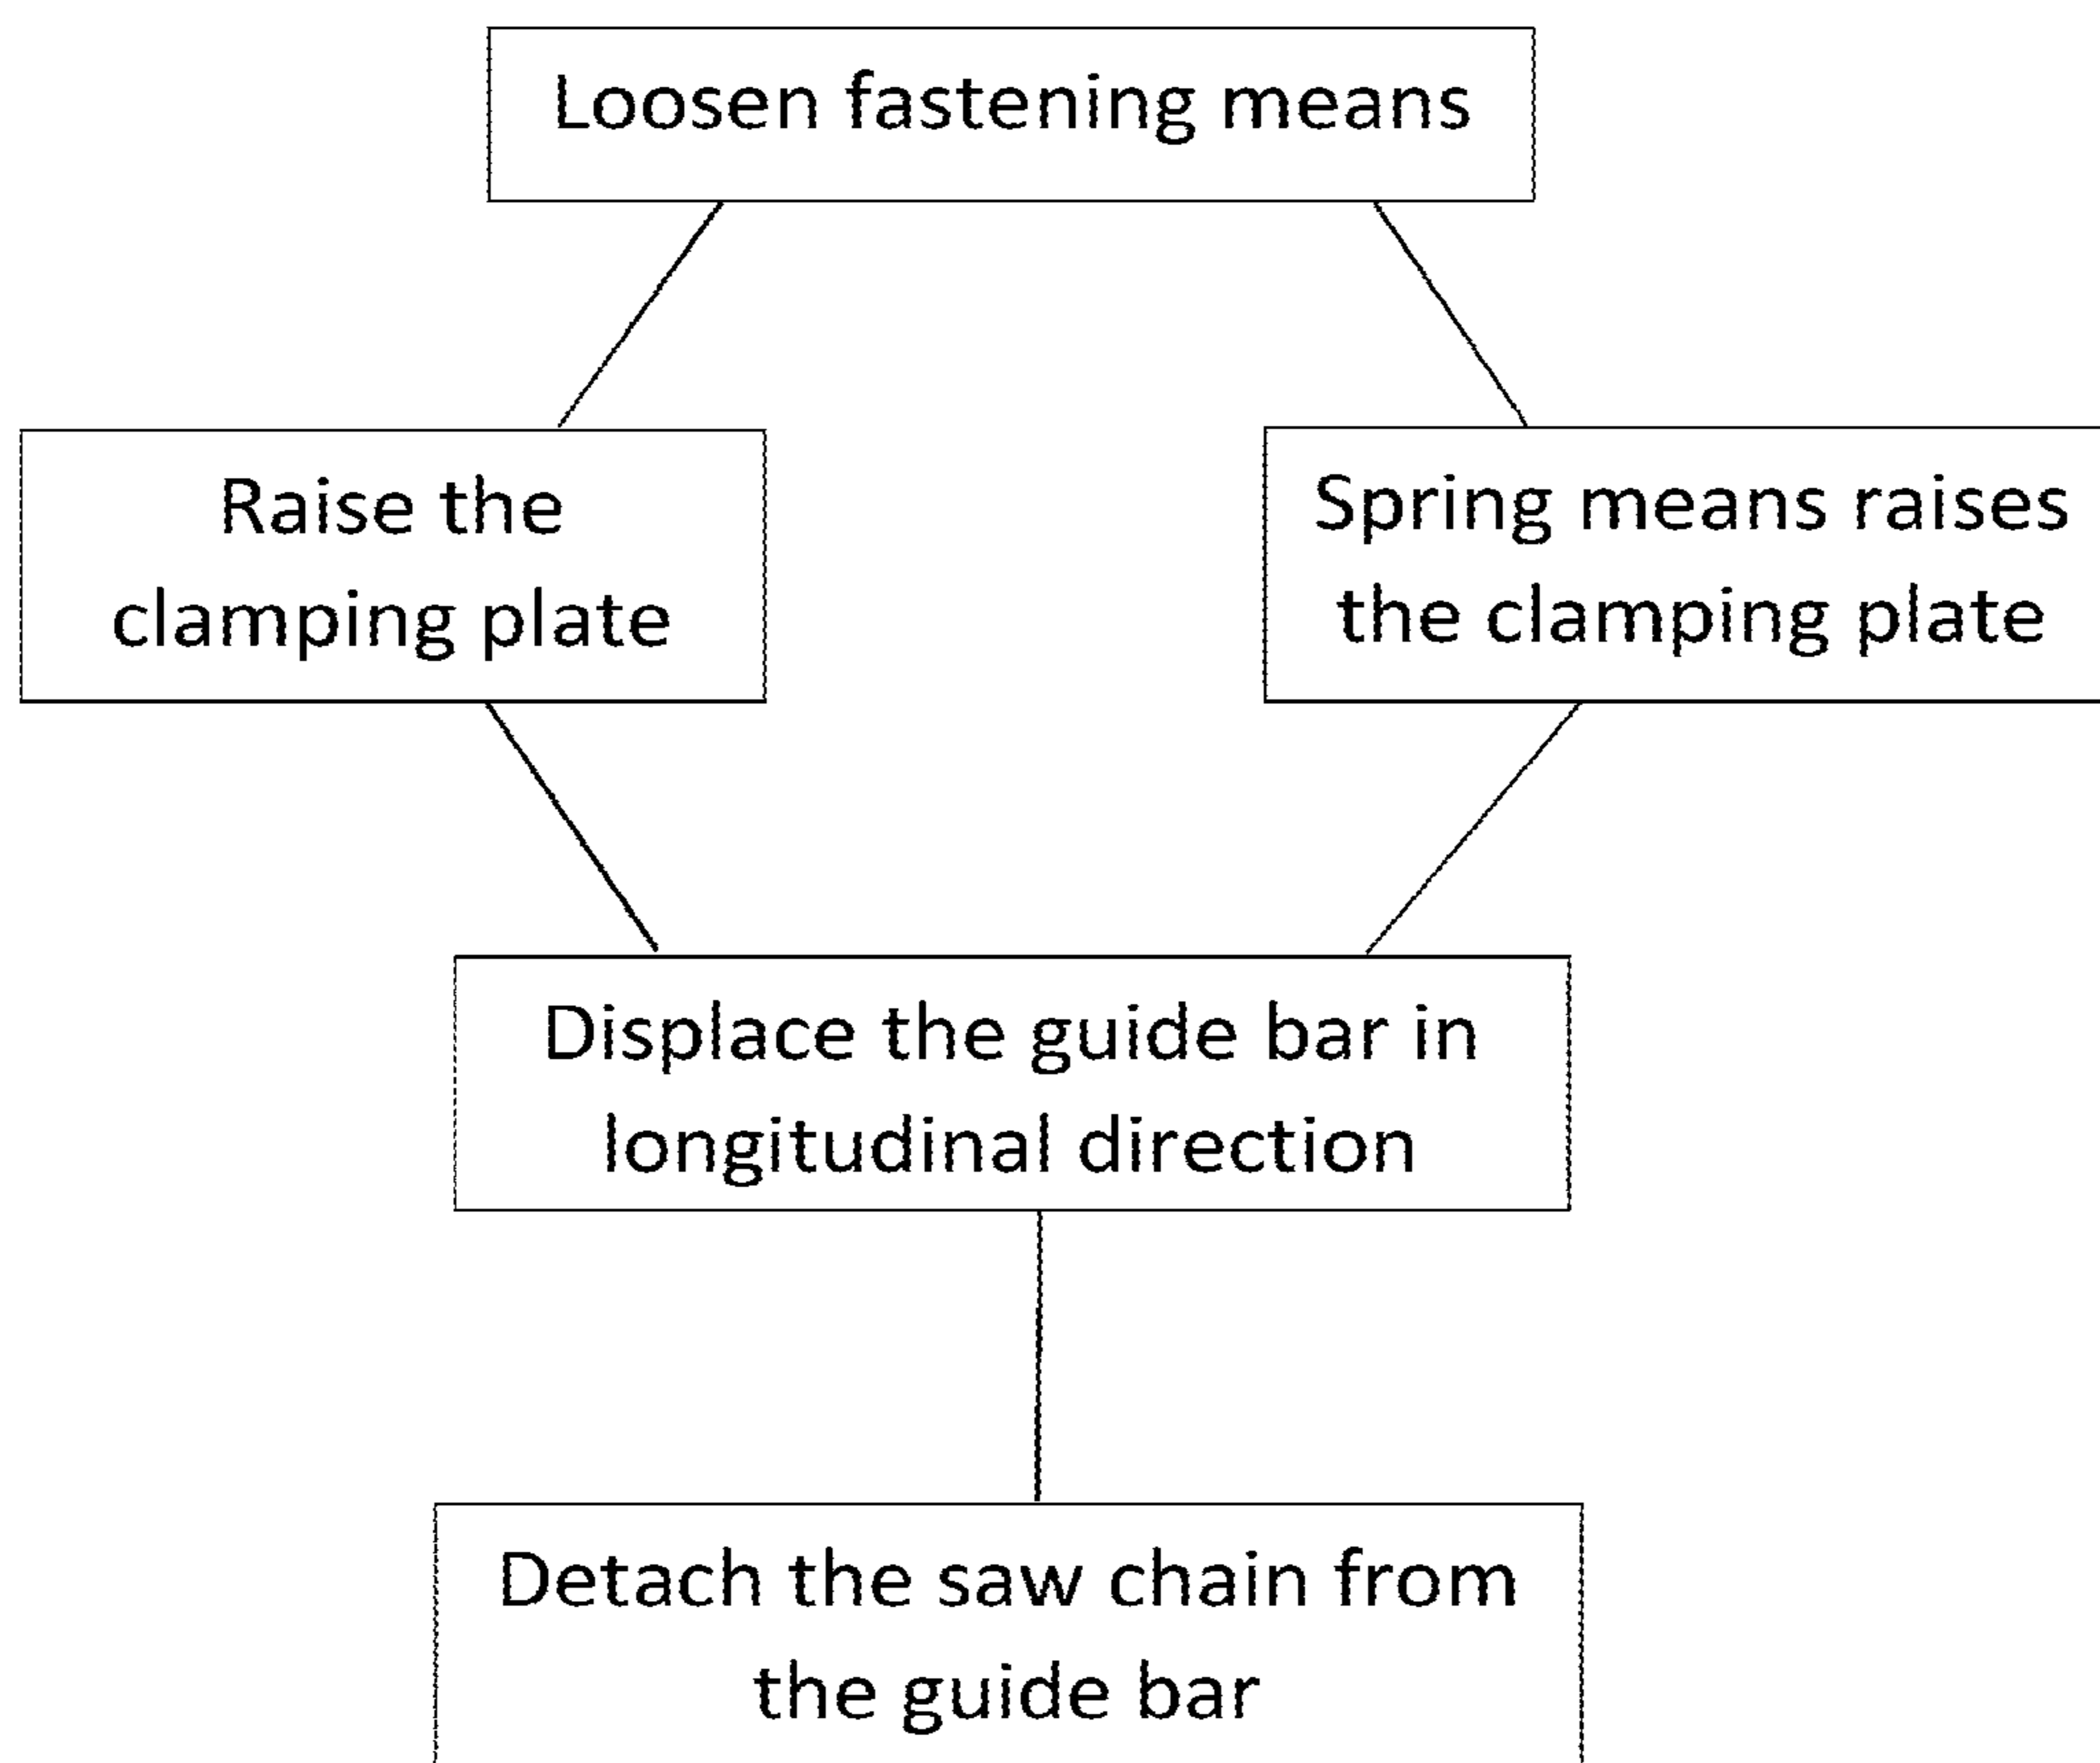 Loosen fastening means
Raise the
clamping plate
Spring means raises
the clamping plate
Displace the guide bar in
longitudinal direction
Detach the saw chain from
the guide bar